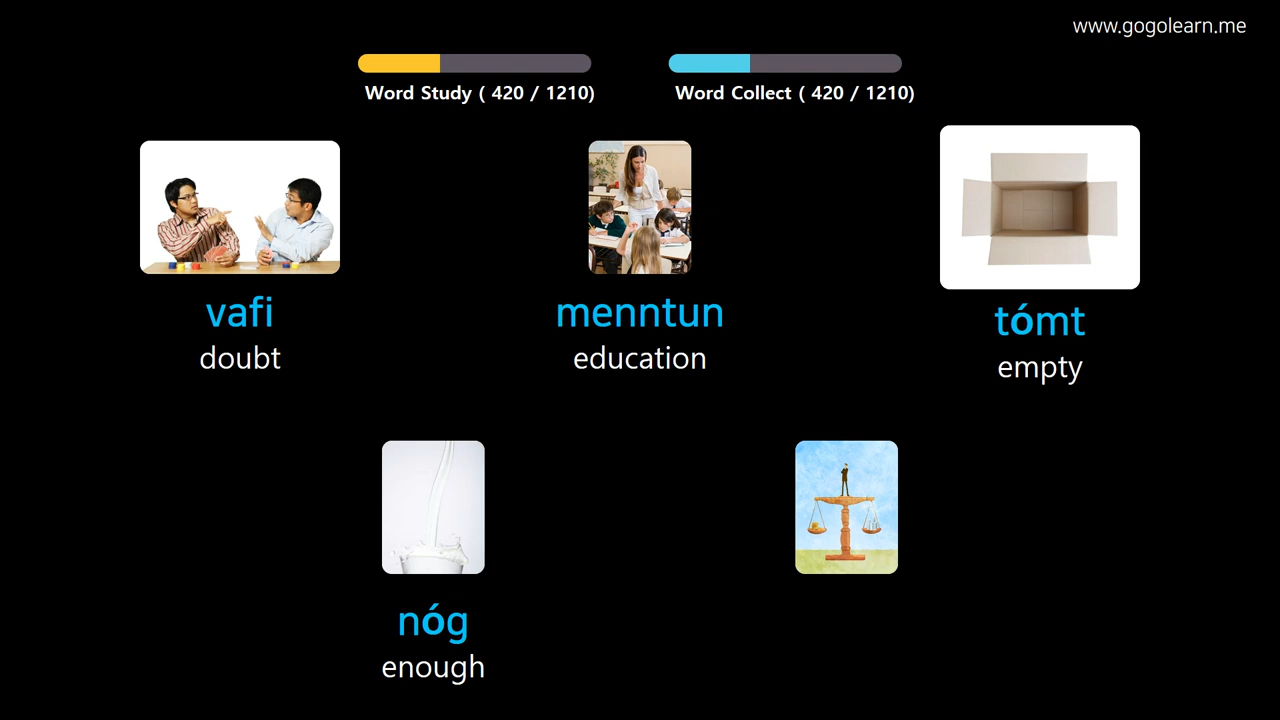 www.gogolearn.me
Word Study ( 420 / 1210)
Word Collect ( 420 / 1210)
vafi
doubt
menntun
education
tómt
empty
nóg
enough